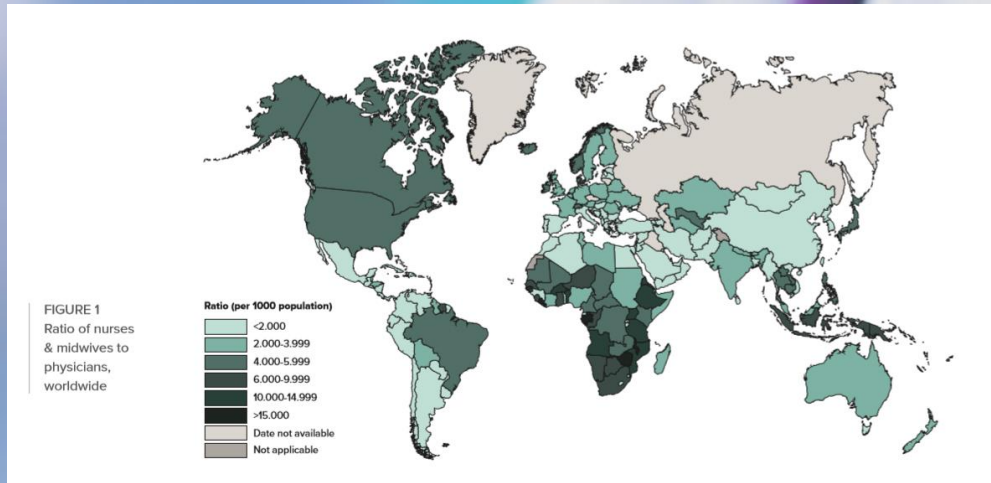 FIGURE 1
Ratio of nurses
& midwives to
physicians,
worldwide
Ratio (per 1000 population)
<2.000
2.000-3.999
4.000-5.999
6.000-9.999
10.000-14.999
>15.000
Date not available
Not applicable